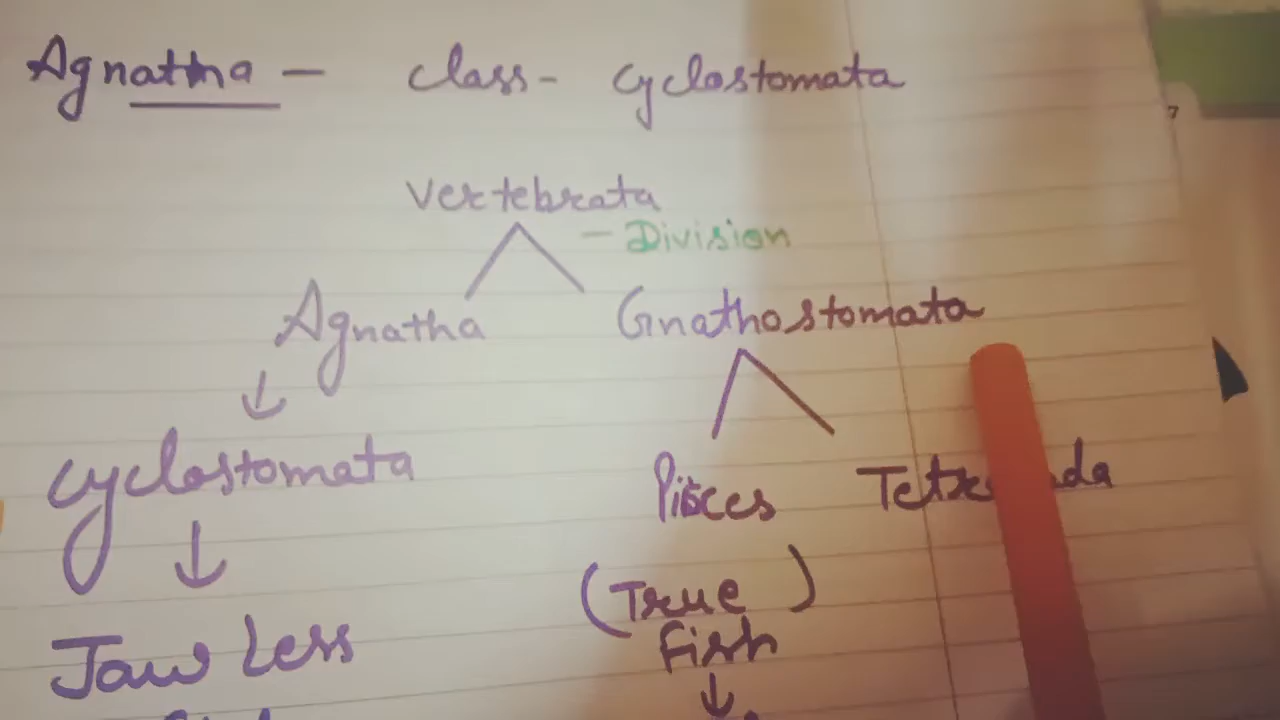 Agnatha - class - cyclostomata
Vertebrata
- Division
Agnatha Gnathostomata
cyclostomata
Pisces
(True
fish)
Jaw Less